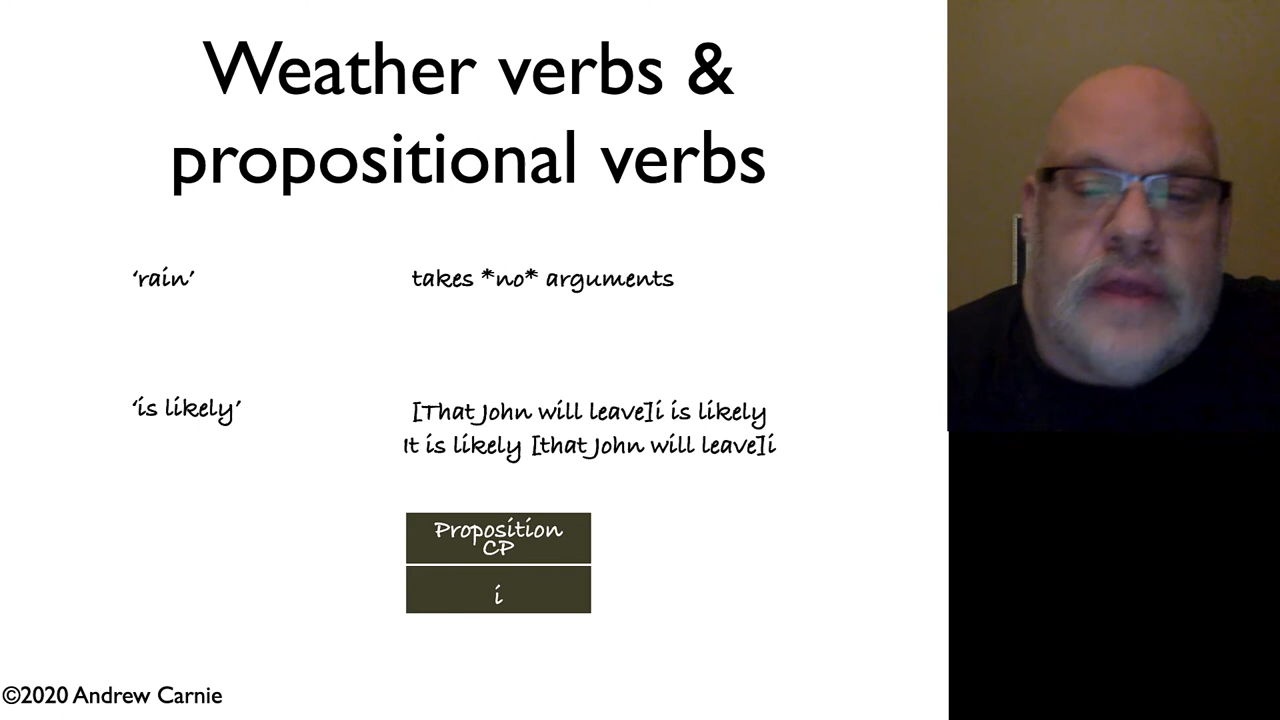 Weather verbs &
propositional verbs
‘rain’
takes *no* arguments
‘is likely’
[That John will leave]i is likely
It is likely [that John will leave]i
Proposition
CP
i
©2020 Andrew Carnie